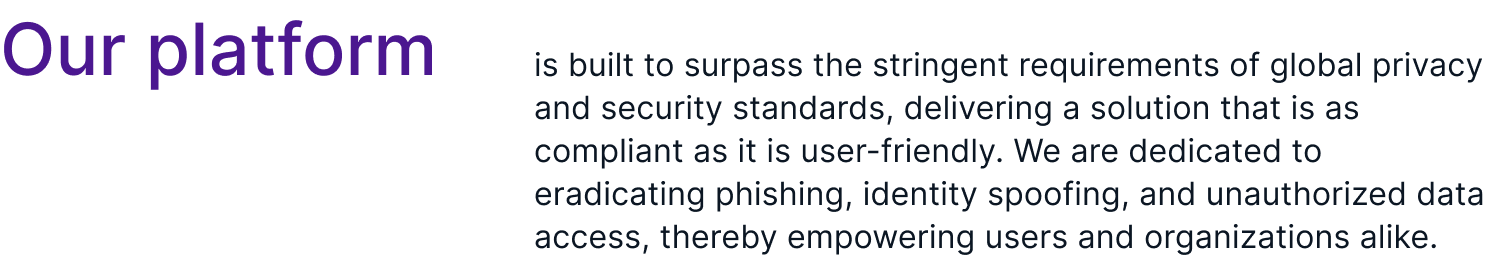 Our platform
is built to surpass the stringent requirements of global privacy
and security standards, delivering a solution that is as
compliant as it is user-friendly. We are dedicated to
eradicating phishing, identity spoofing, and unauthorized data
access, thereby empowering users and organizations alike.